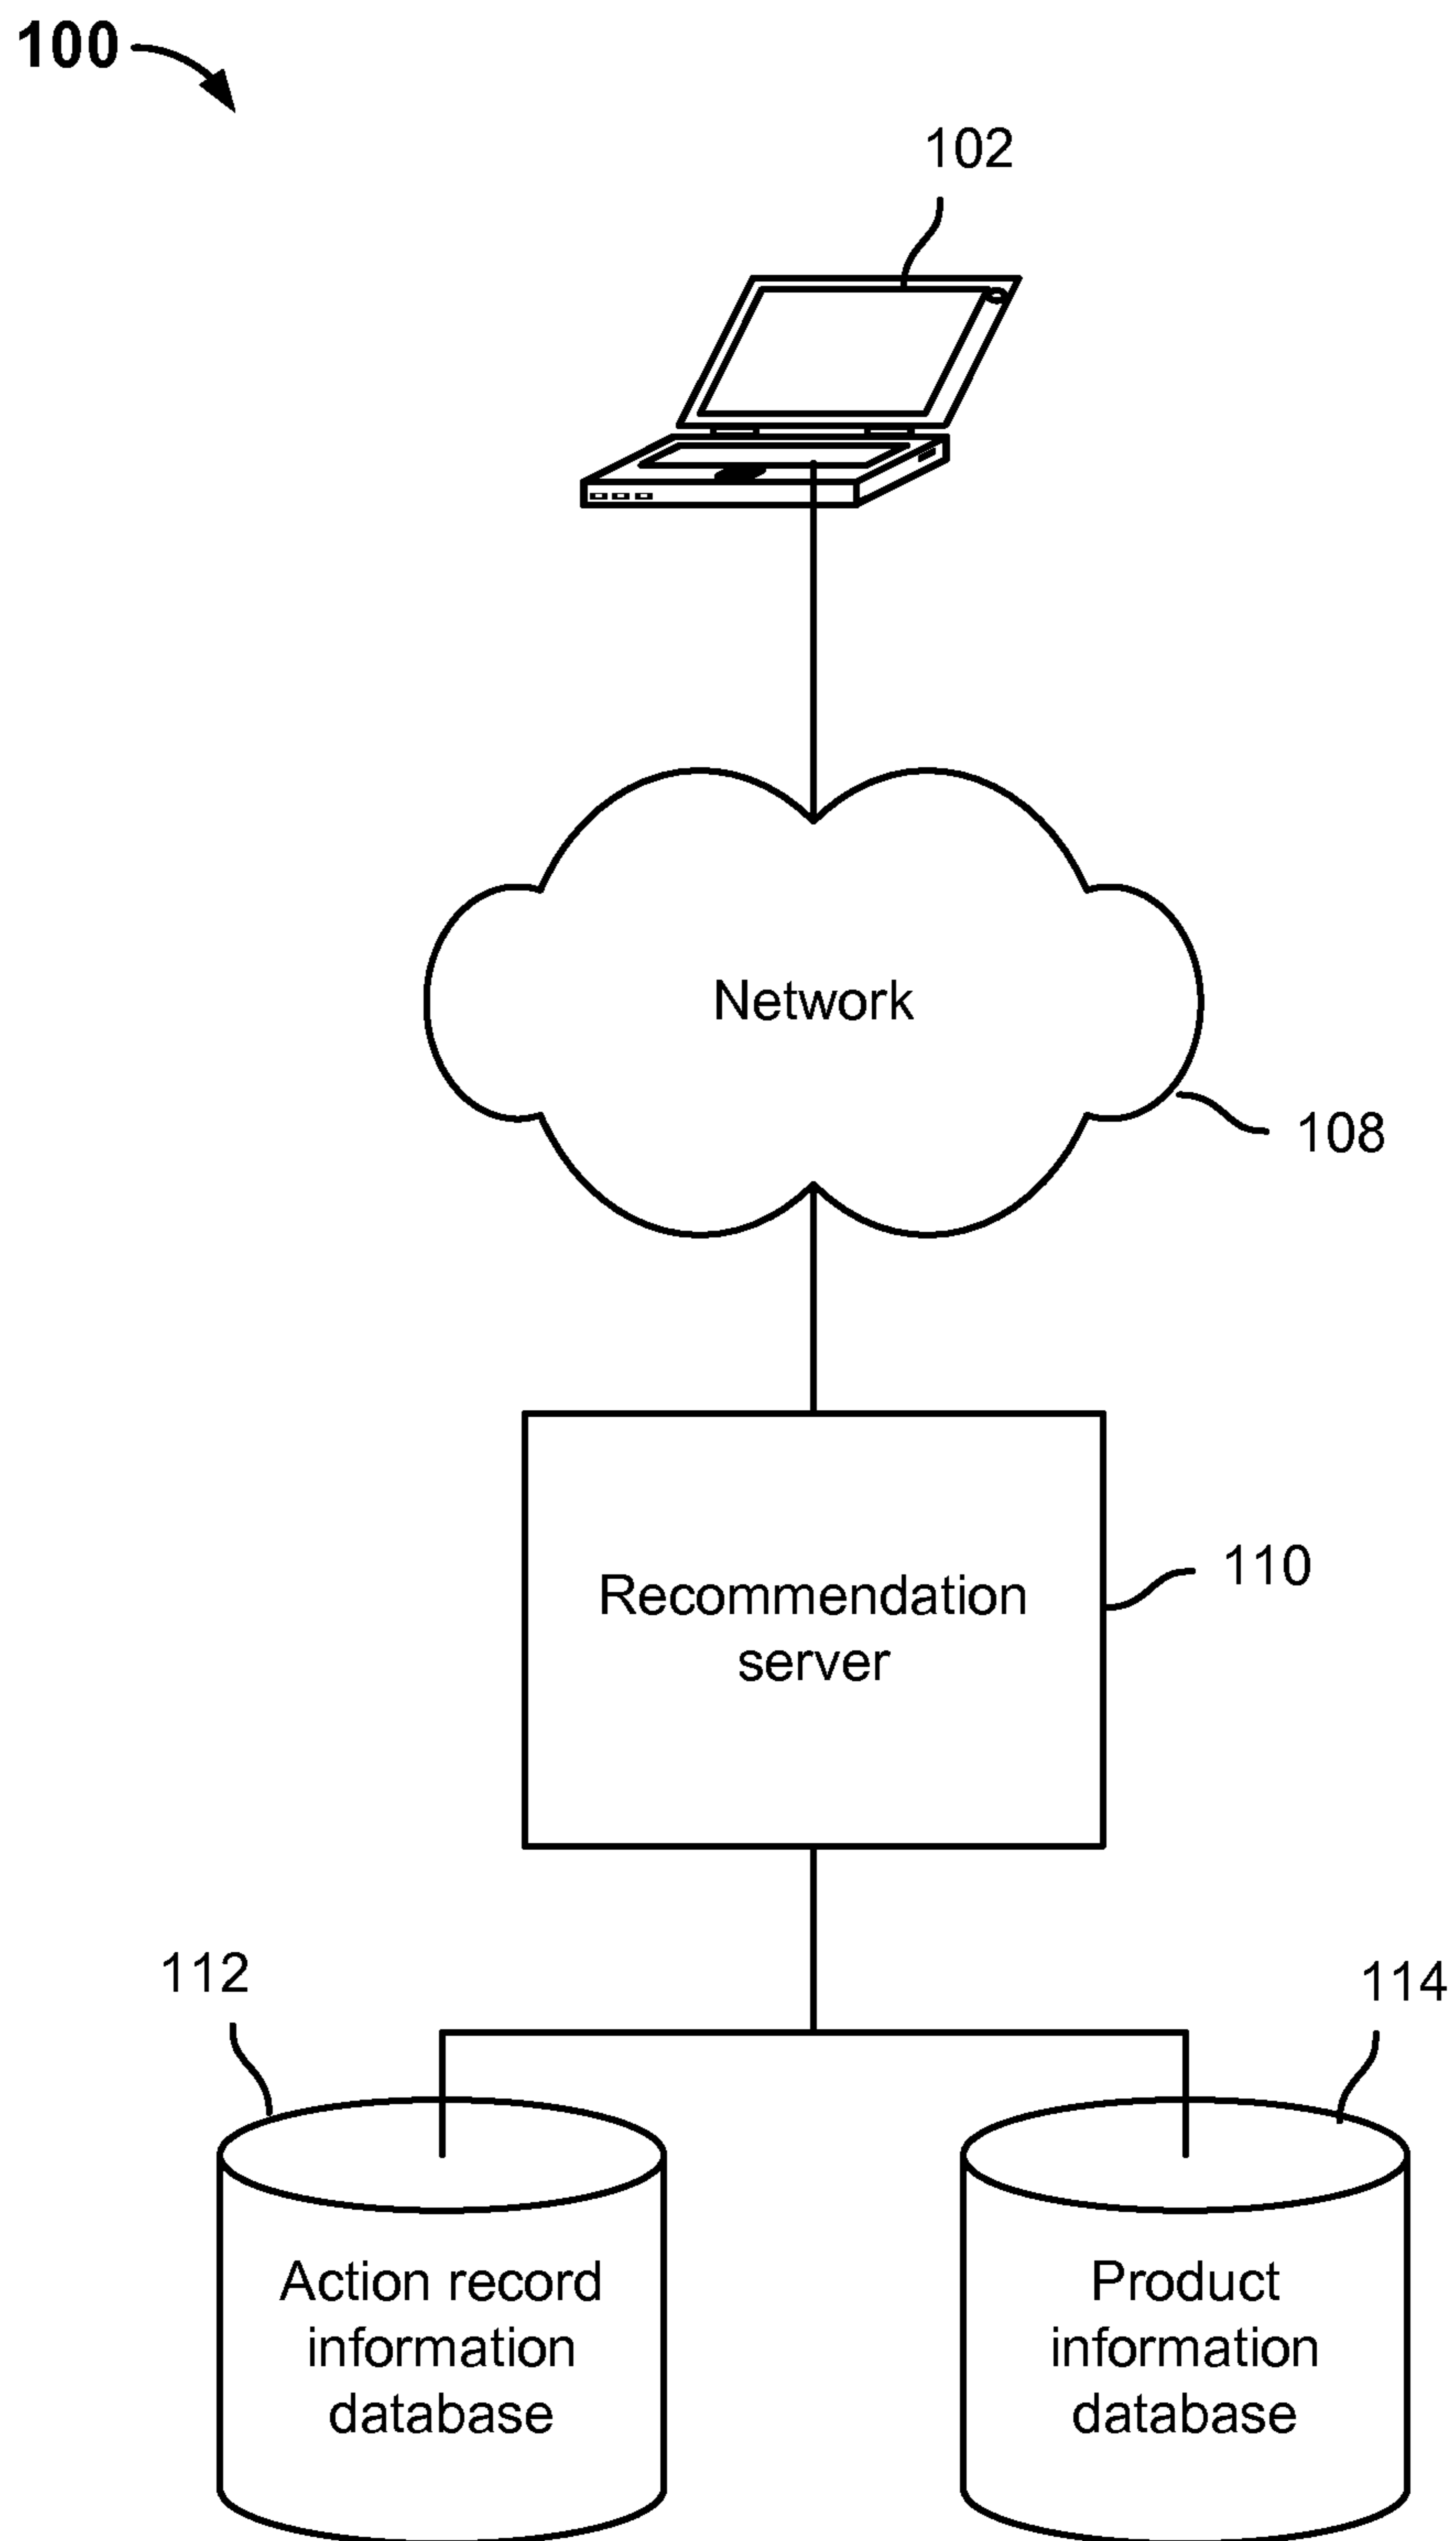 100
102
Network
108
Recommendation
server
110
112
114
Action record
information
database
Product
information
database